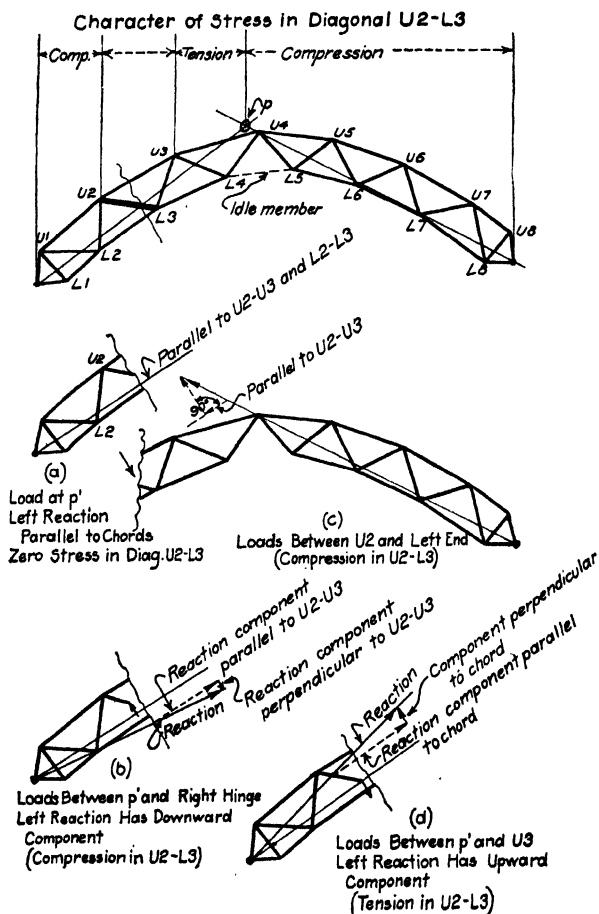 Character of Stress in Diagonal U2-L3
Comp.
Tension
Compression
p
U4
U5
U3
U6
U2
L4
L5
L6
U7
L3
Idle member
L7
U1
U8
L2
L8
L1
Parallel to U2-U3 and L2-L3
U2
Parallel to U2-U3
90°
L2
(a)
Load at p'
Left Reaction
Parallel to Chords
Zero Stress in Diag. U2-L3
(c)
Loads Between U2 and Left End
(Compression in U2-L3)
Reaction component
parallel to U2-U3
Reaction component
perpendicular to U2-U3
Reaction
(b)
Loads Between p' and Right Hinge
Left Reaction Has Downward
Component
(Compression in U2-L3)
Reaction
Component perpendicular
to chord
Reaction component parallel
to chord
(d)
Loads Between p' and U3
Left Reaction Has Upward
Component
(Tension in U2-L3)